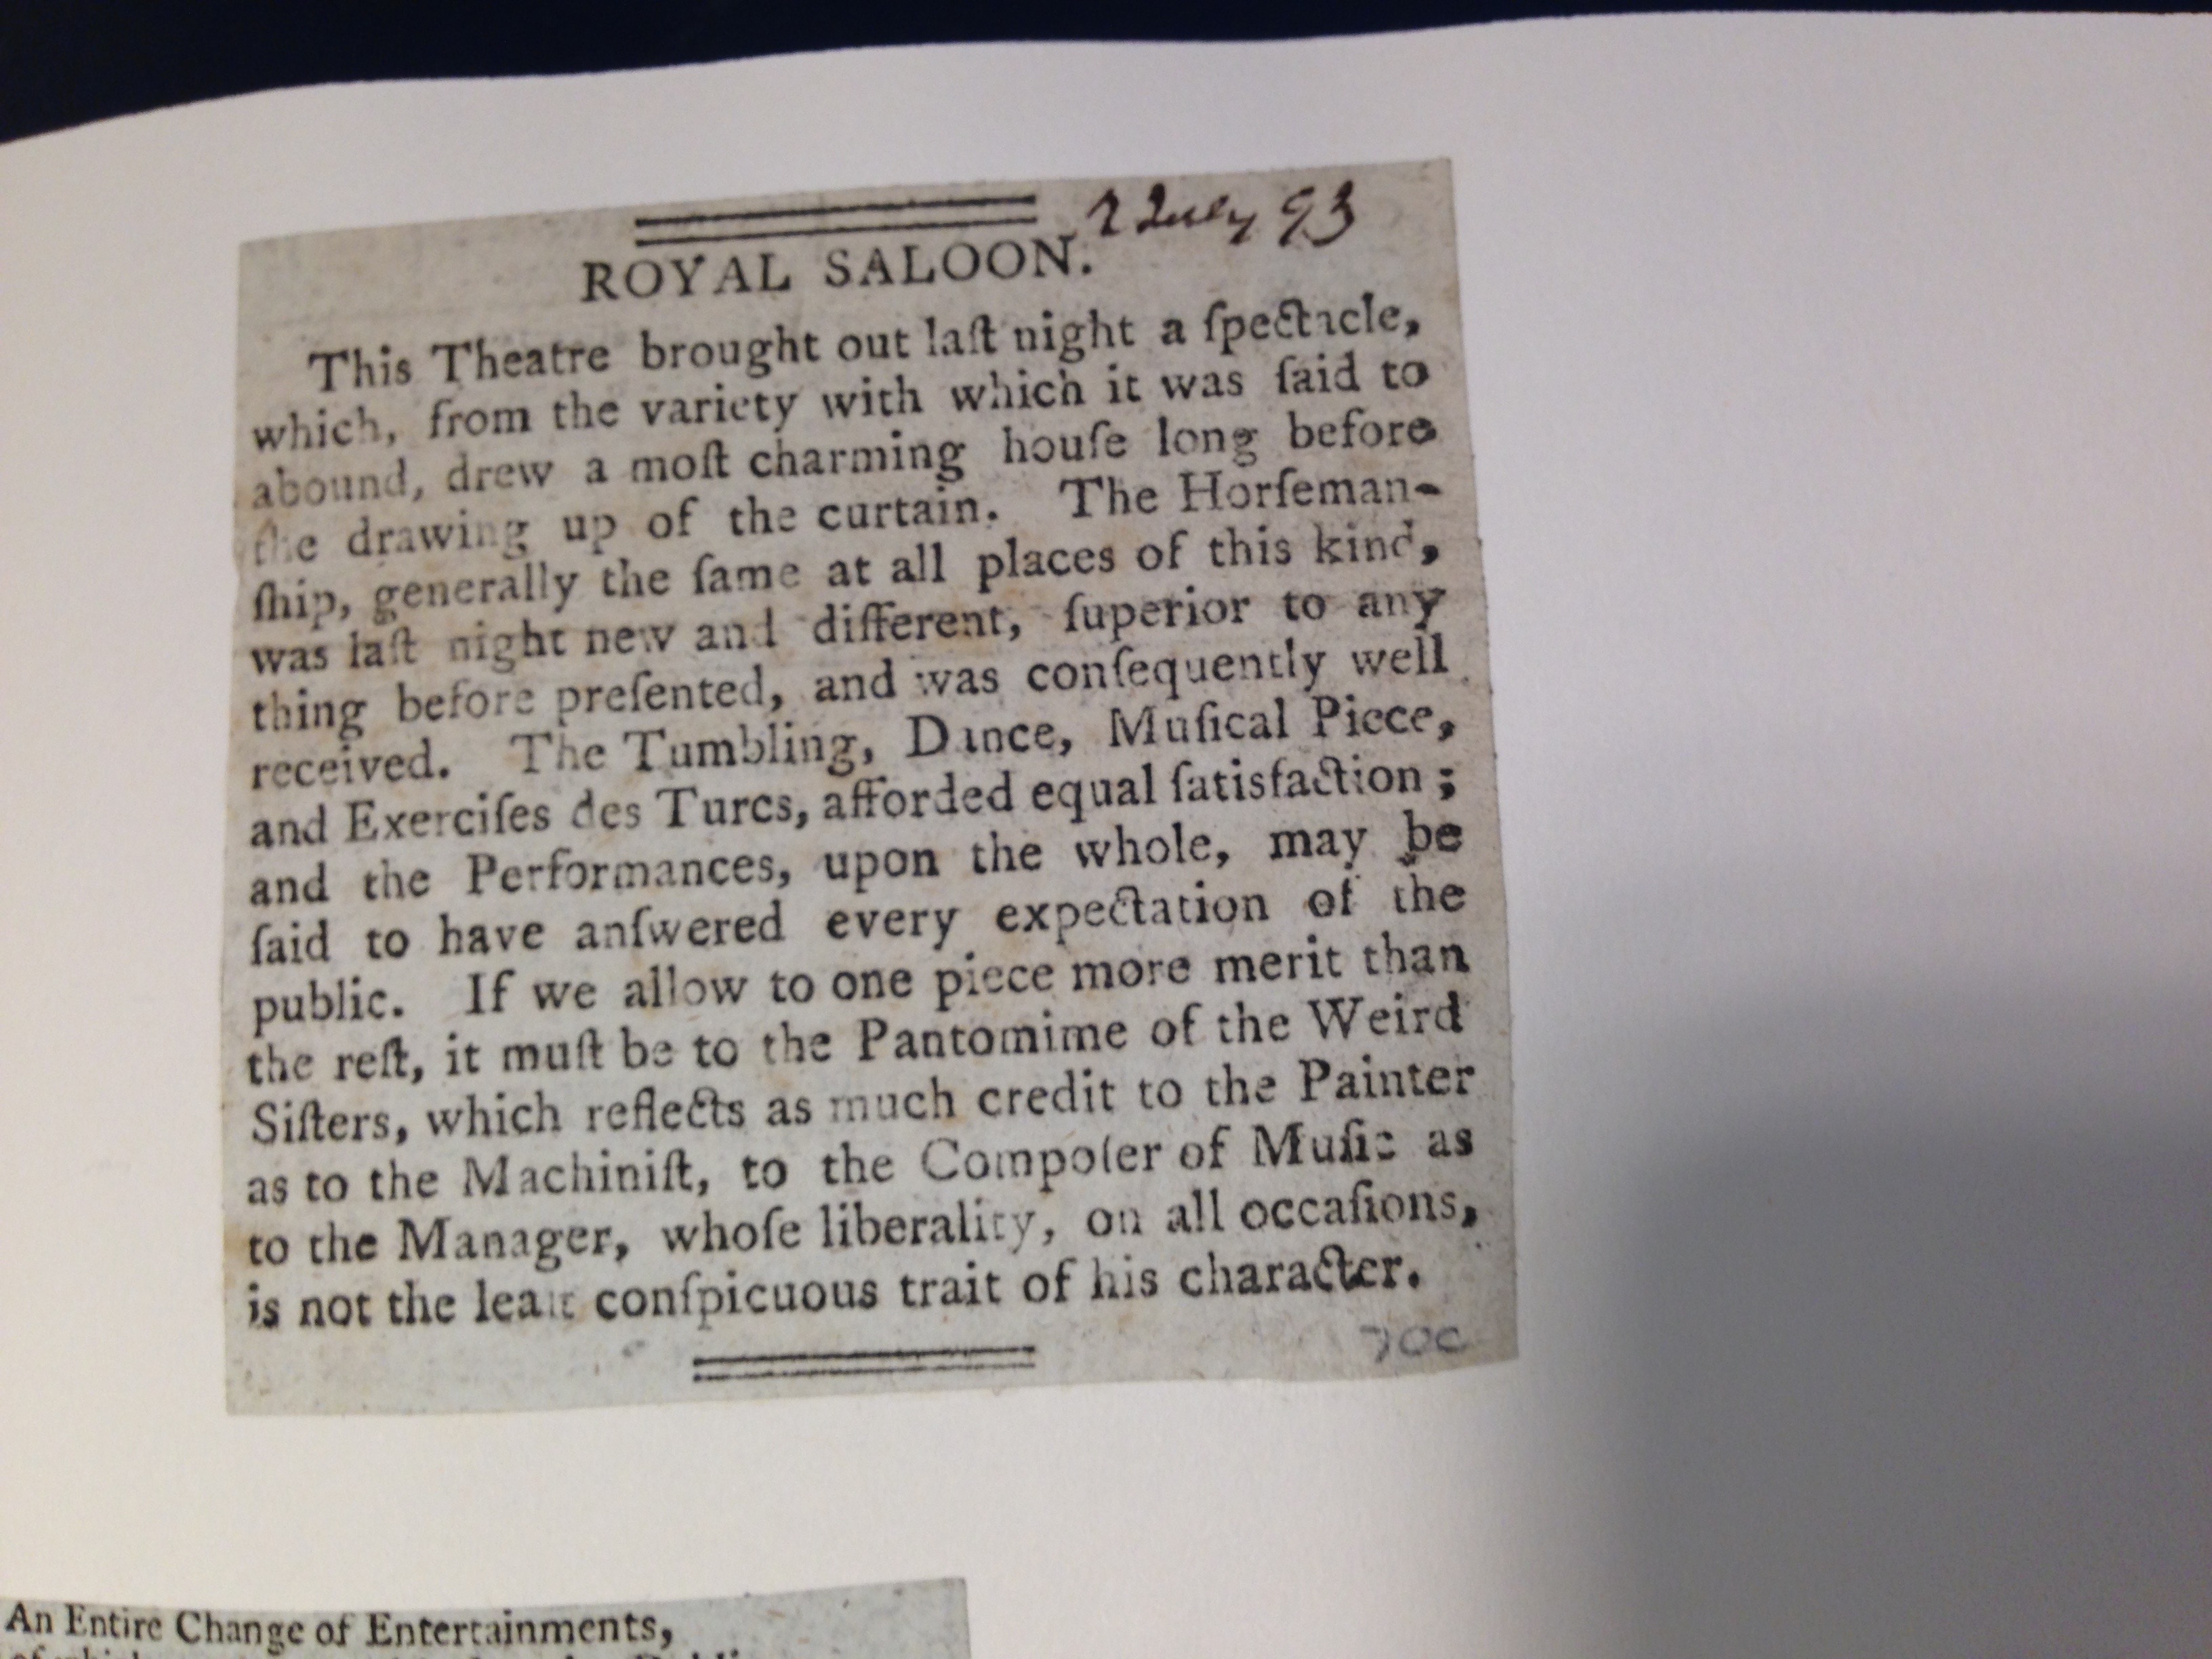 2 July 93
ROYAL SALOON.
This Theatre brought out laſt night a ſpectacle,
which, from the variety with which it was ſaid to
abound, drew a moſt charming houſe long before
the drawing up of the curtain. The Horſeman-
ſhip, generally the ſame at all places of this kind,
was laſt night new and different, ſuperior to any
thing before preſented, and was conſequently well
received. The Tumbling, Dance, Muſical Piece,
and Exerciſes des Turcs, afforded equal ſatisfaction;
and the Performances, upon the whole, may be
ſaid to have anſwered every expectation of the
public. If we allow to one piece more merit than
the reſt, it muſt be to the Pantomime of the Weird
Siſters, which reflects as much credit to the Painter
as to the Machiniſt, to the Compoſer of Muſic as
to the Manager, whoſe liberality, on all occaſions,
is not the leaſt conſpicuous trait of his character.
An Entire Change of Entertainments,